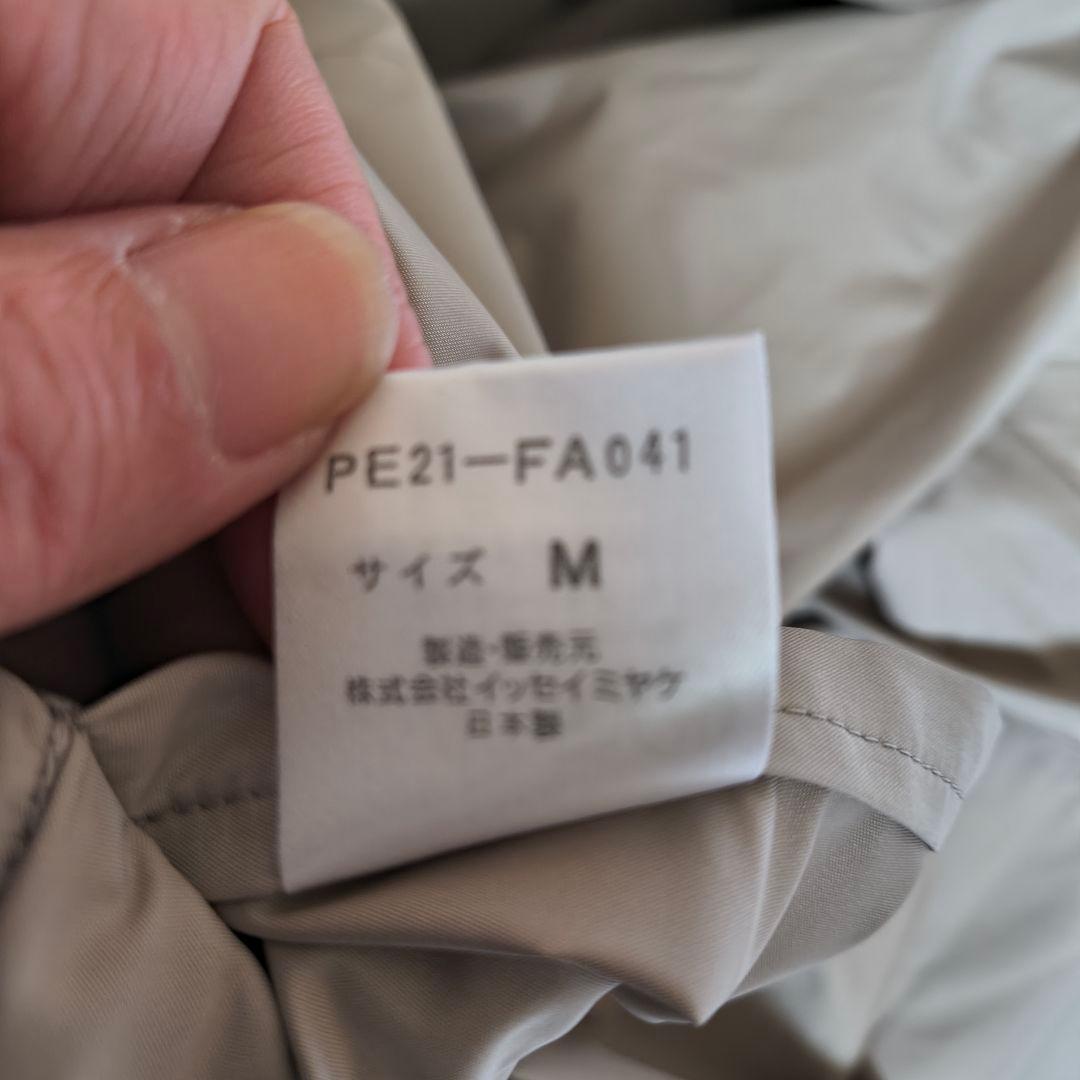 PE21-FA041
サイズ M
製造・販売元
株式会社イッセイミヤケ
日本製